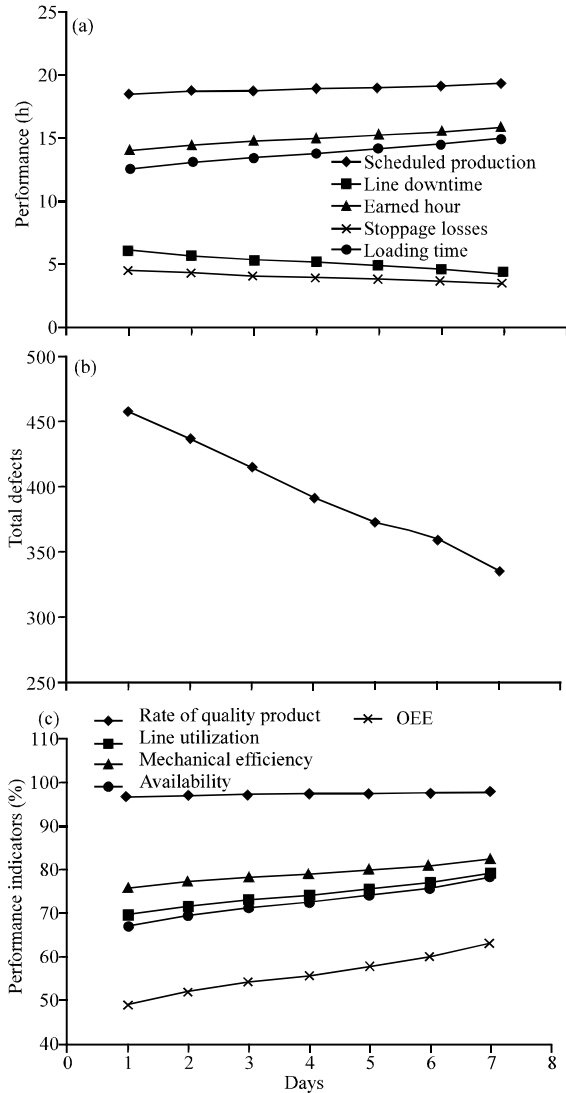 (a)
25
20
15
10
5
0
Performance (h)
Scheduled production
Line downtime
Earned hour
Stoppage losses
Loading time
(b)
500
450
400
350
300
250
Total defects
(c)
Rate of quality product
OEE
Line utilization
Mechanical efficiency
Availability
110
100
90
80
70
60
50
40
Performance indicators (%)
0 1 2 3 4 5 6 7 8
Days